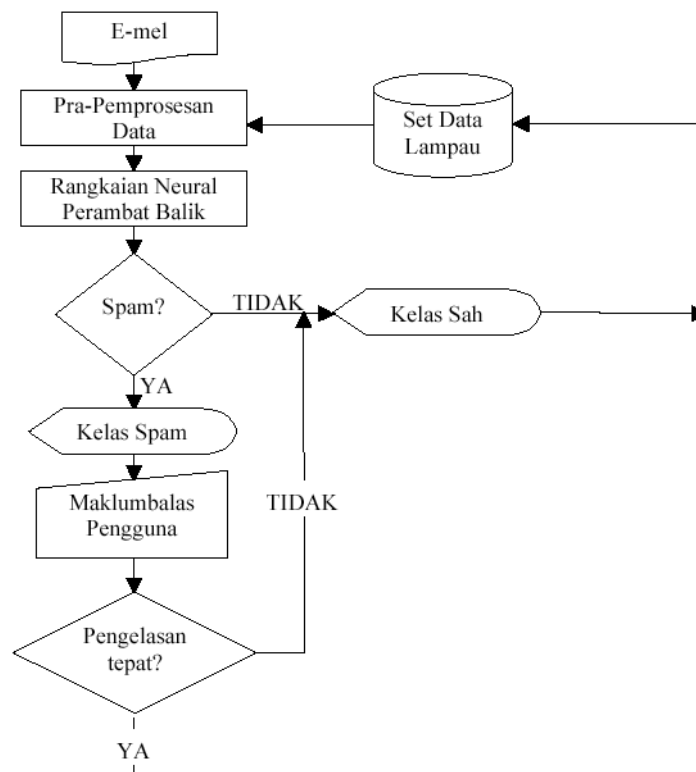 E-mel
Pra-Pemprosesan
Data
Set Data
Lampau
Rangkaian Neural
Perambat Balik
Spam?
TIDAK
Kelas Sah
YA
Kelas Spam
Maklumbalas
Pengguna
TIDAK
Pengelasan
tepat?
YA